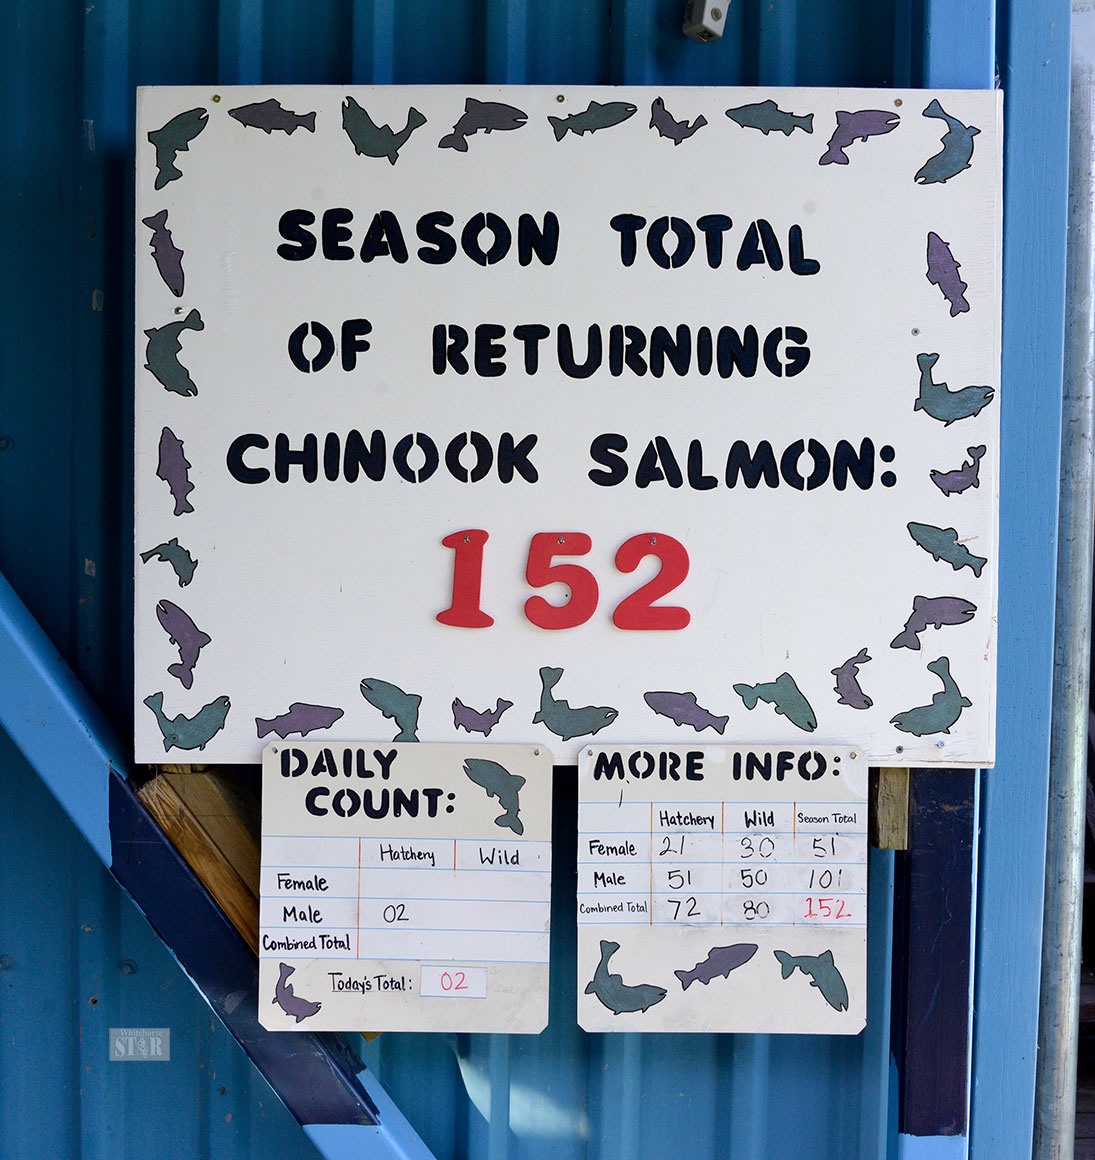 SEASON TOTAL
OF RETURNING
CHINOOK SALMON:
152
DAILY
COUNT:
Hatchery Wild
Female
Male 02
Combined Total
Today's Total: 02
MORE INFO:
Hatchery Wild Season Total
Female 21 30 51
Male 51 50 101
Combined Total 72 80 152
Whitehorse
STAR